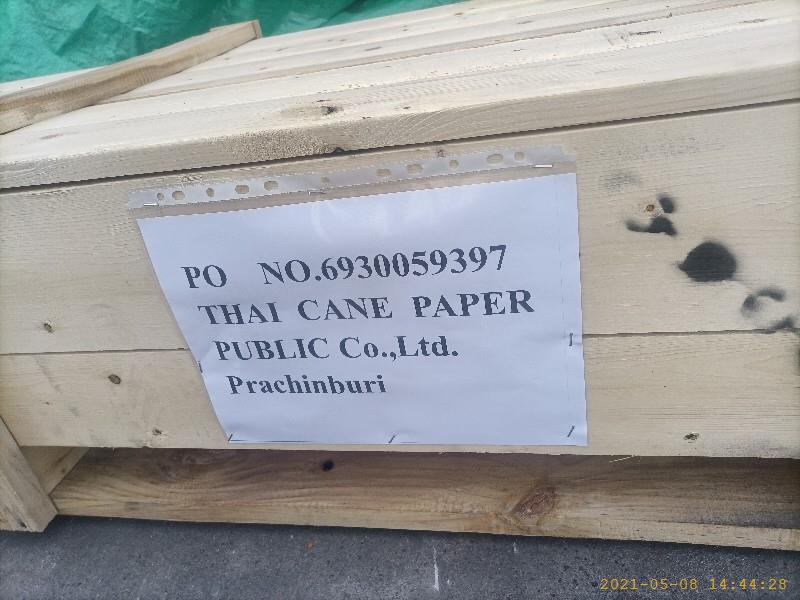 PO NO.6930059397
THAI CANE PAPER
PUBLIC Co.,Ltd.
Prachinburi
2021-05-08 14:44:28